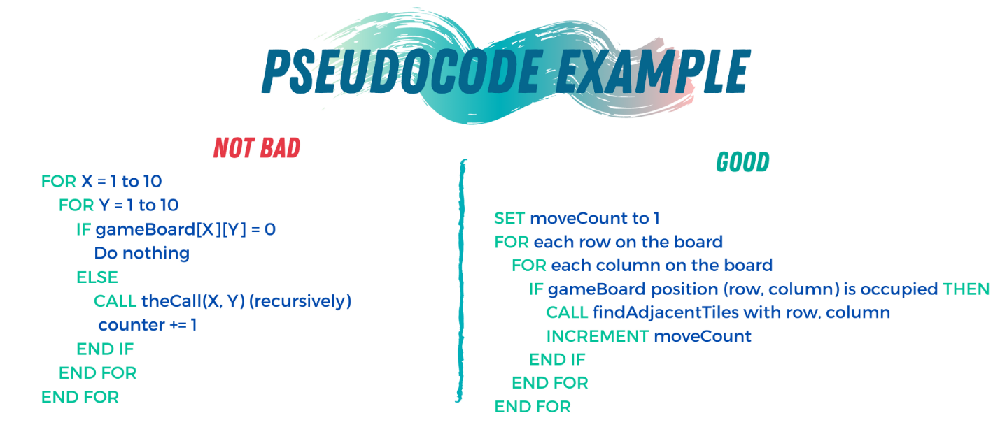 PSEUDOCODE EXAMPLE
NOT BAD
FOR X = 1 to 10
FOR Y = 1 to 10
IF gameBoard[X][Y] = 0
Do nothing
ELSE
CALL theCall(X, Y) (recursively)
counter += 1
END IF
END FOR
END FOR
GOOD
SET moveCount to 1
FOR each row on the board
FOR each column on the board
IF gameBoard position (row, column) is occupied THEN
CALL findAdjacentTiles with row, column
INCREMENT moveCount
END IF
END FOR
END FOR